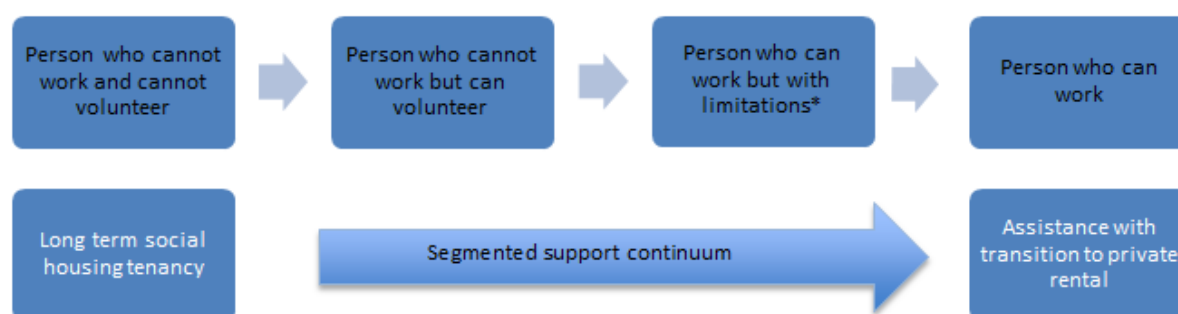 Person who cannot
work and cannot
volunteer
Person who cannot
work but can
volunteer
Person who can
work but with
limitations*
Person who can
work
Long term social
housing tenancy
Segmented support continuum
Assistance with
transition to private
rental